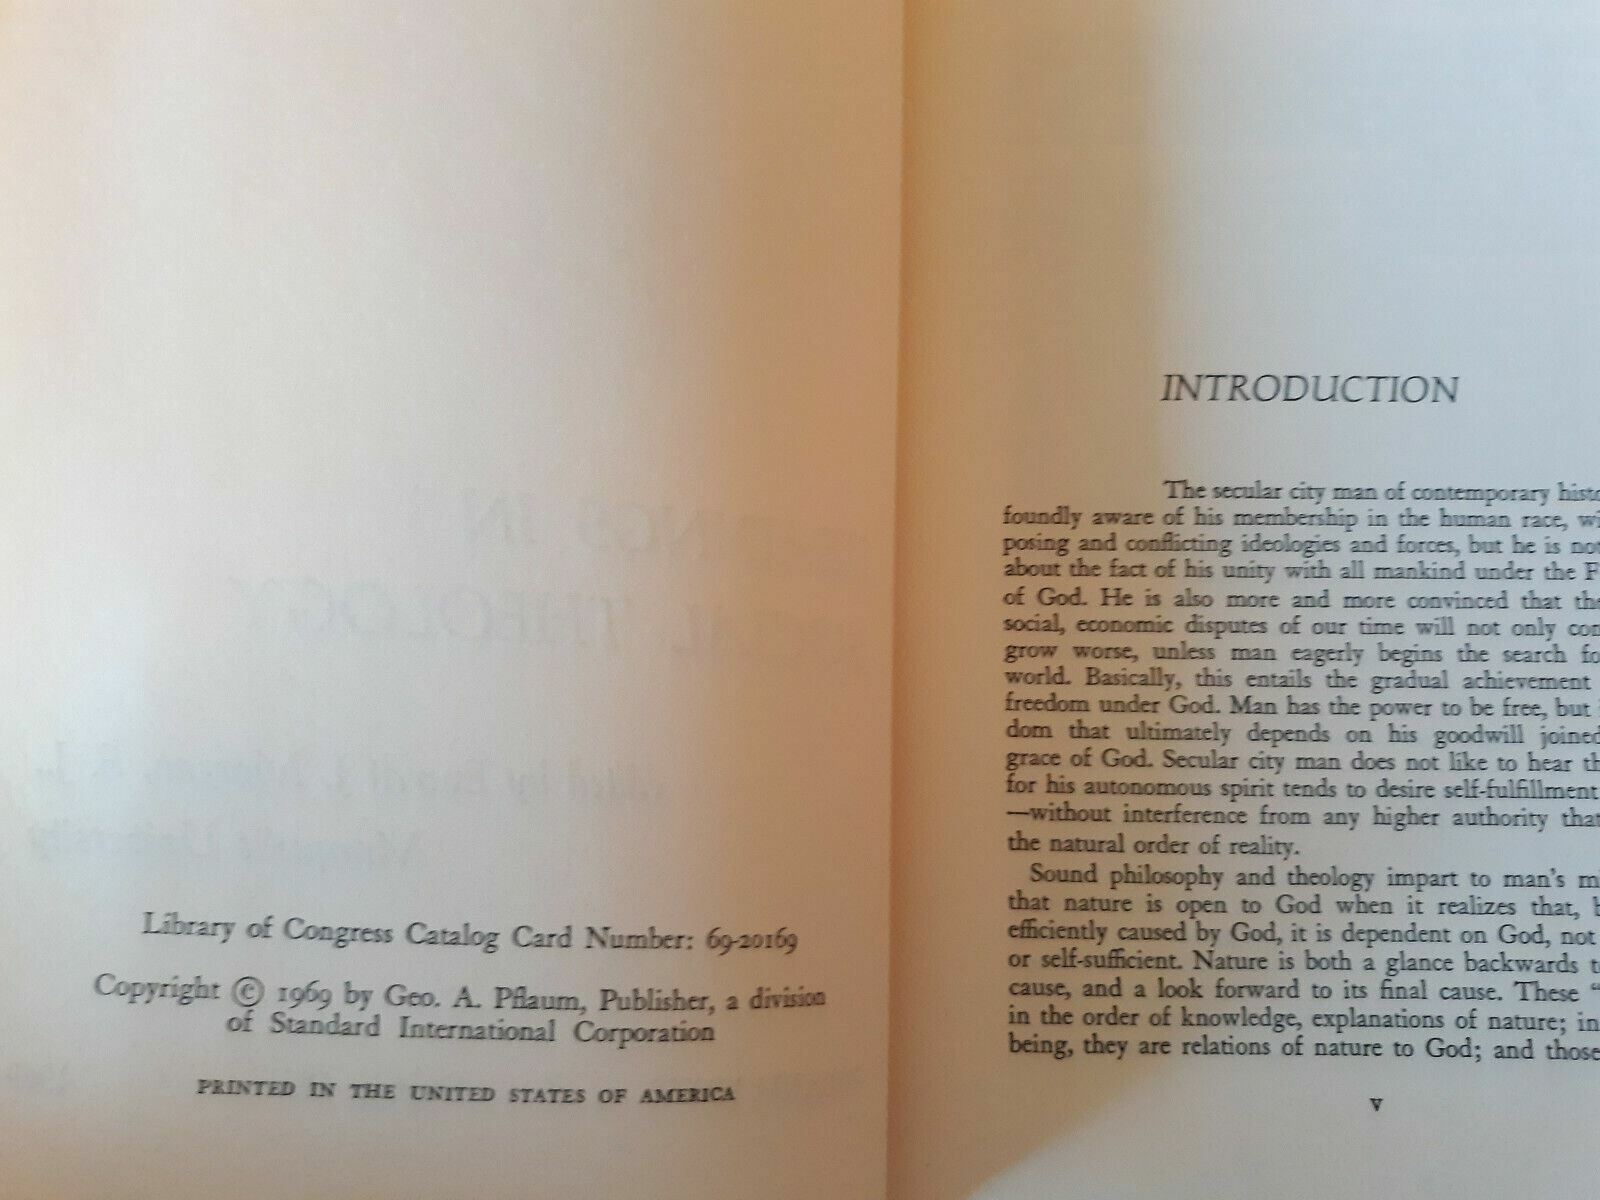 Library of Congress Catalog Card Number: 69-20169
Copyright © 1969 by Geo. A. Pflaum, Publisher, a division
of Standard International Corporation
PRINTED IN THE UNITED STATES OF AMERICA
INTRODUCTION
The secular city man of contemporary histo
foundly aware of his membership in the human race, wi
posing and conflicting ideologies and forces, but he is not
about the fact of his unity with all mankind under the F
of God. He is also more and more convinced that the
social, economic disputes of our time will not only con
grow worse, unless man eagerly begins the search fo
world. Basically, this entails the gradual achievement
freedom under God. Man has the power to be free, but
dom that ultimately depends on his goodwill joined
grace of God. Secular city man does not like to hear th
for his autonomous spirit tends to desire self-fulfillment
—without interference from any higher authority that
the natural order of reality.
Sound philosophy and theology impart to man's m
that nature is open to God when it realizes that, b
efficiently caused by God, it is dependent on God, not
or self-sufficient. Nature is both a glance backwards t
cause, and a look forward to its final cause. These "
in the order of knowledge, explanations of nature; in
being, they are relations of nature to God; and those
v